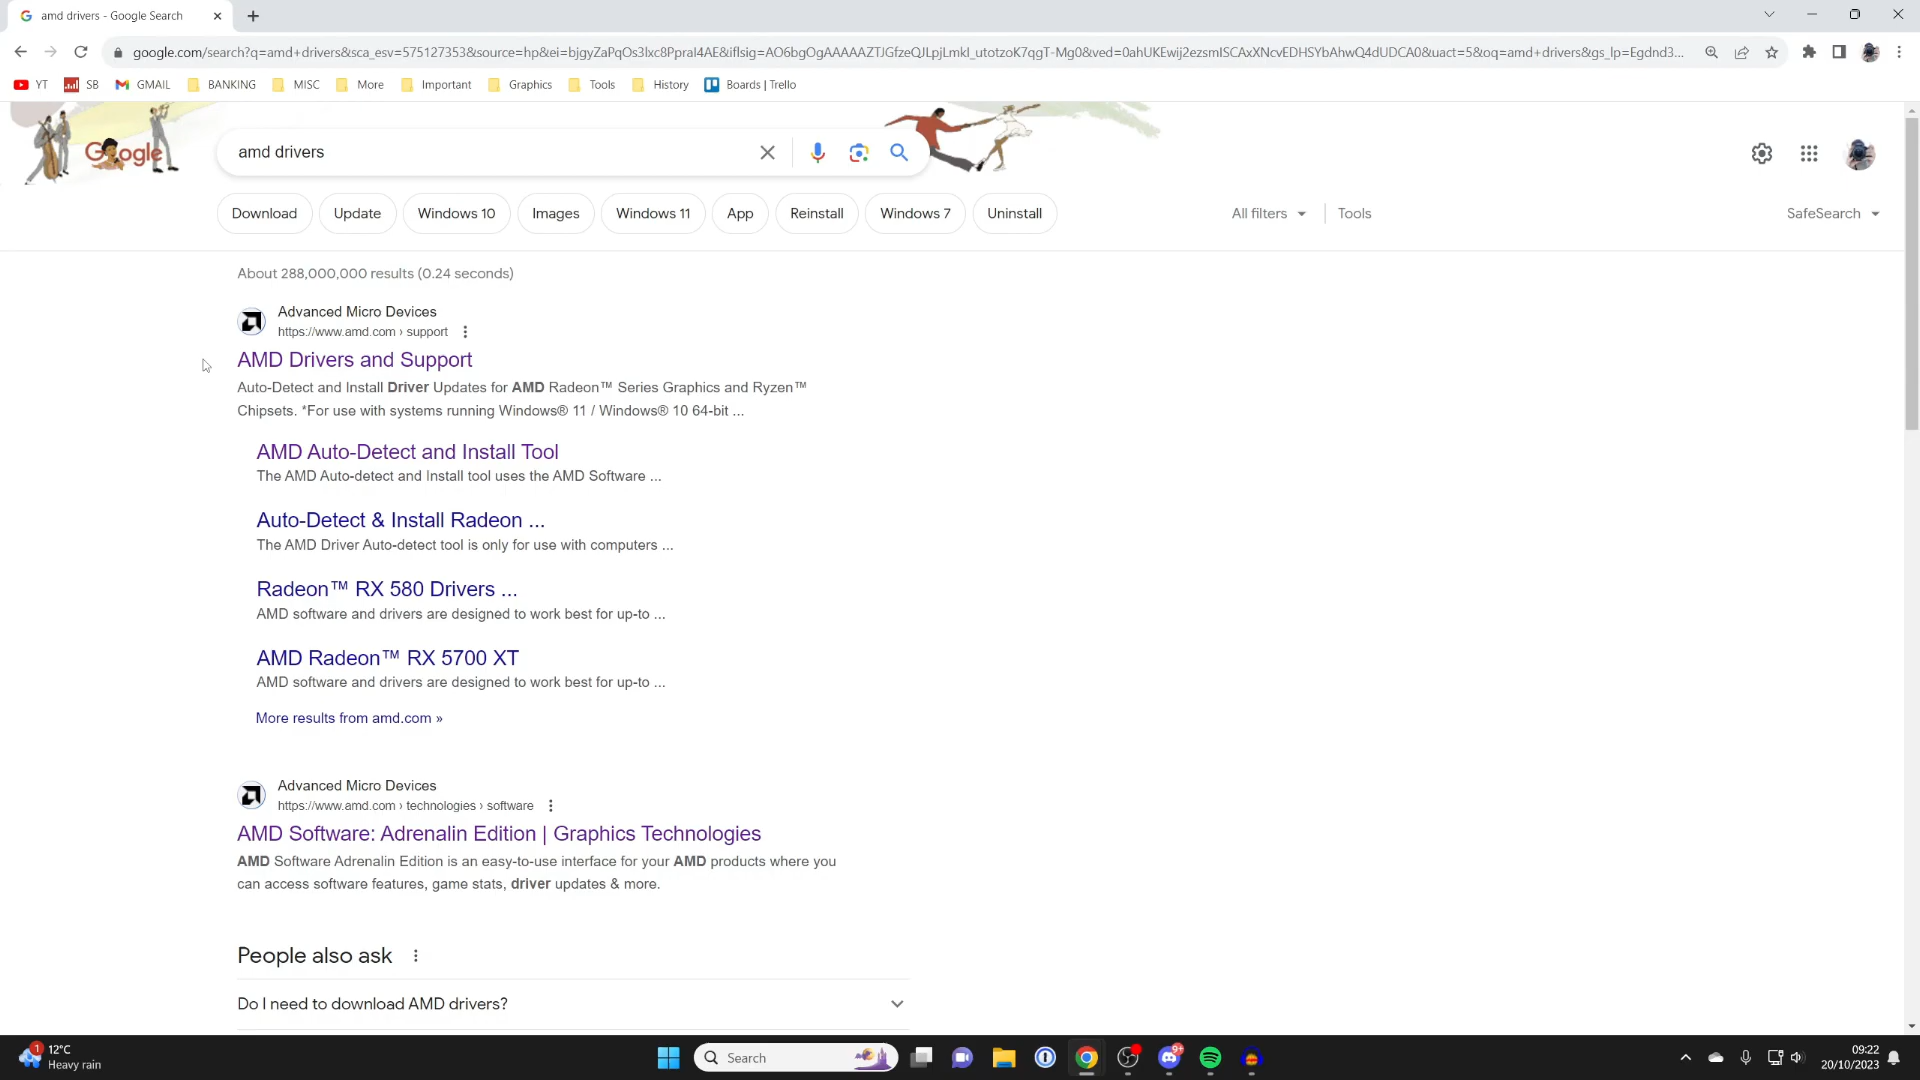 amd drivers - Google Search
google.com/search?q=amd+drivers&sca_esv=575127353&source=hp&ei=bjgyZaPqOs3Ixc8PpraI4AE&iflsig=AO6bgOgAAAAAZTJGfzeQJLpjLmkI_utotzoK7qgT-Mg0&ved=0ahUKEwij2ezsmISCAxXNcvEDHSYbAhwQ4dUDCA0&uact=5&oq=amd+drivers&gs_lp=Egdnd3...
YT SB GMAIL BANKING MISC More Important Graphics Tools History Boards | Trello
Google
amd drivers
Download Update Windows 10 Images Windows 11 App Reinstall Windows 7 Uninstall All filters Tools SafeSearch
About 288,000,000 results (0.24 seconds)
Advanced Micro Devices
https://www.amd.com › support
AMD Drivers and Support
Auto-Detect and Install Driver Updates for AMD Radeon™ Series Graphics and Ryzen™
Chipsets. *For use with systems running Windows® 11 / Windows® 10 64-bit ...
AMD Auto-Detect and Install Tool
The AMD Auto-detect and Install tool uses the AMD Software ...
Auto-Detect & Install Radeon ...
The AMD Driver Auto-detect tool is only for use with computers ...
Radeon™ RX 580 Drivers ...
AMD software and drivers are designed to work best for up-to ...
AMD Radeon™ RX 5700 XT
AMD software and drivers are designed to work best for up-to ...
More results from amd.com »
Advanced Micro Devices
https://www.amd.com › technologies › software
AMD Software: Adrenalin Edition | Graphics Technologies
AMD Software Adrenalin Edition is an easy-to-use interface for your AMD products where you
can access software features, game stats, driver updates & more.
People also ask
Do I need to download AMD drivers?
1
12°C
Heavy rain
Search
9+
09:22
20/10/2023